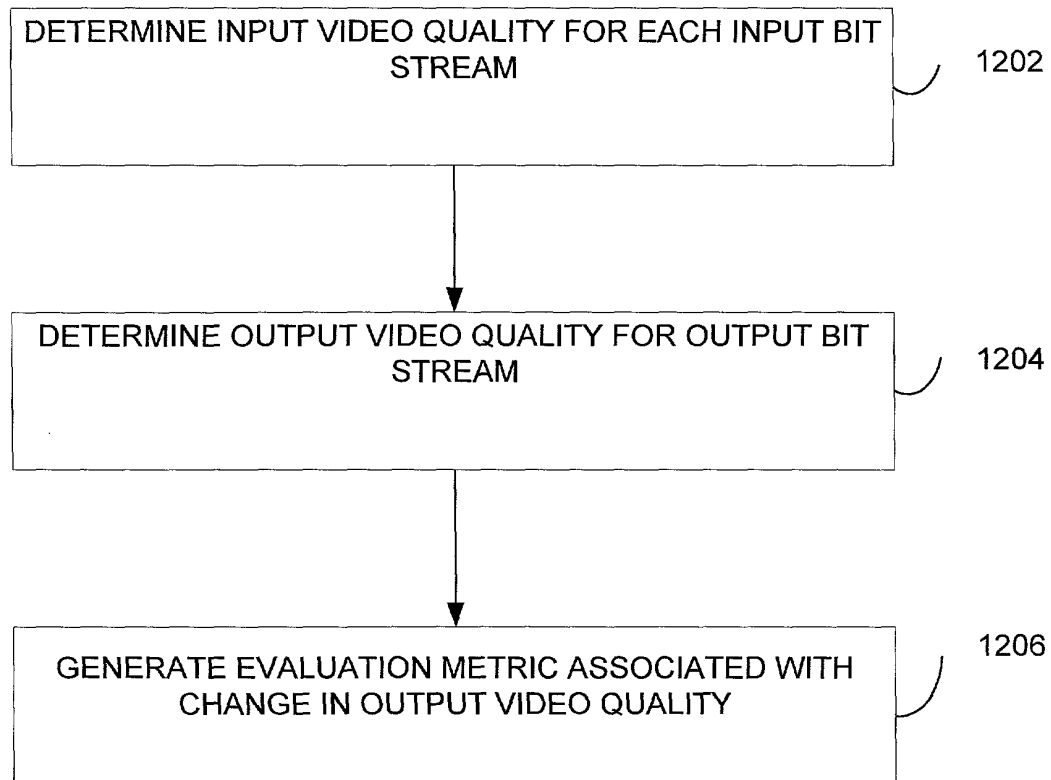 DETERMINE INPUT VIDEO QUALITY FOR EACH INPUT BIT
STREAM
1202
DETERMINE OUTPUT VIDEO QUALITY FOR OUTPUT BIT
STREAM
1204
GENERATE EVALUATION METRIC ASSOCIATED WITH
CHANGE IN OUTPUT VIDEO QUALITY
1206